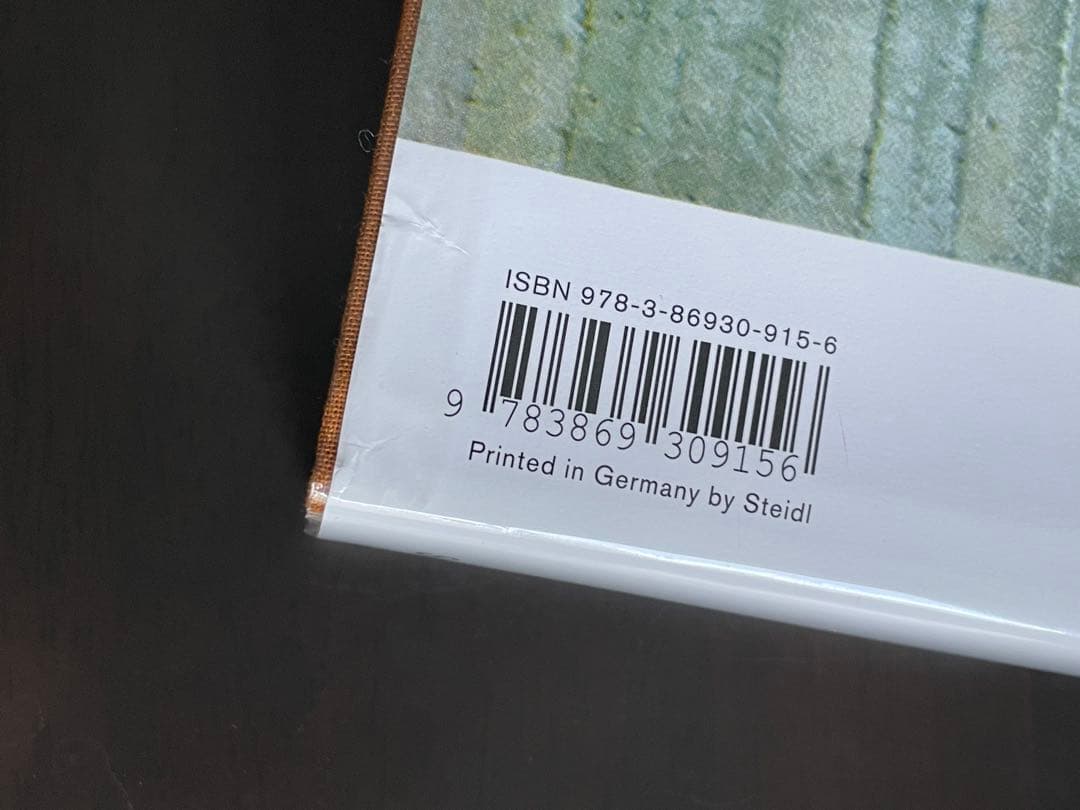 ISBN 978-3-86930-915-6
9 783869 309156
Printed in Germany by Steidl